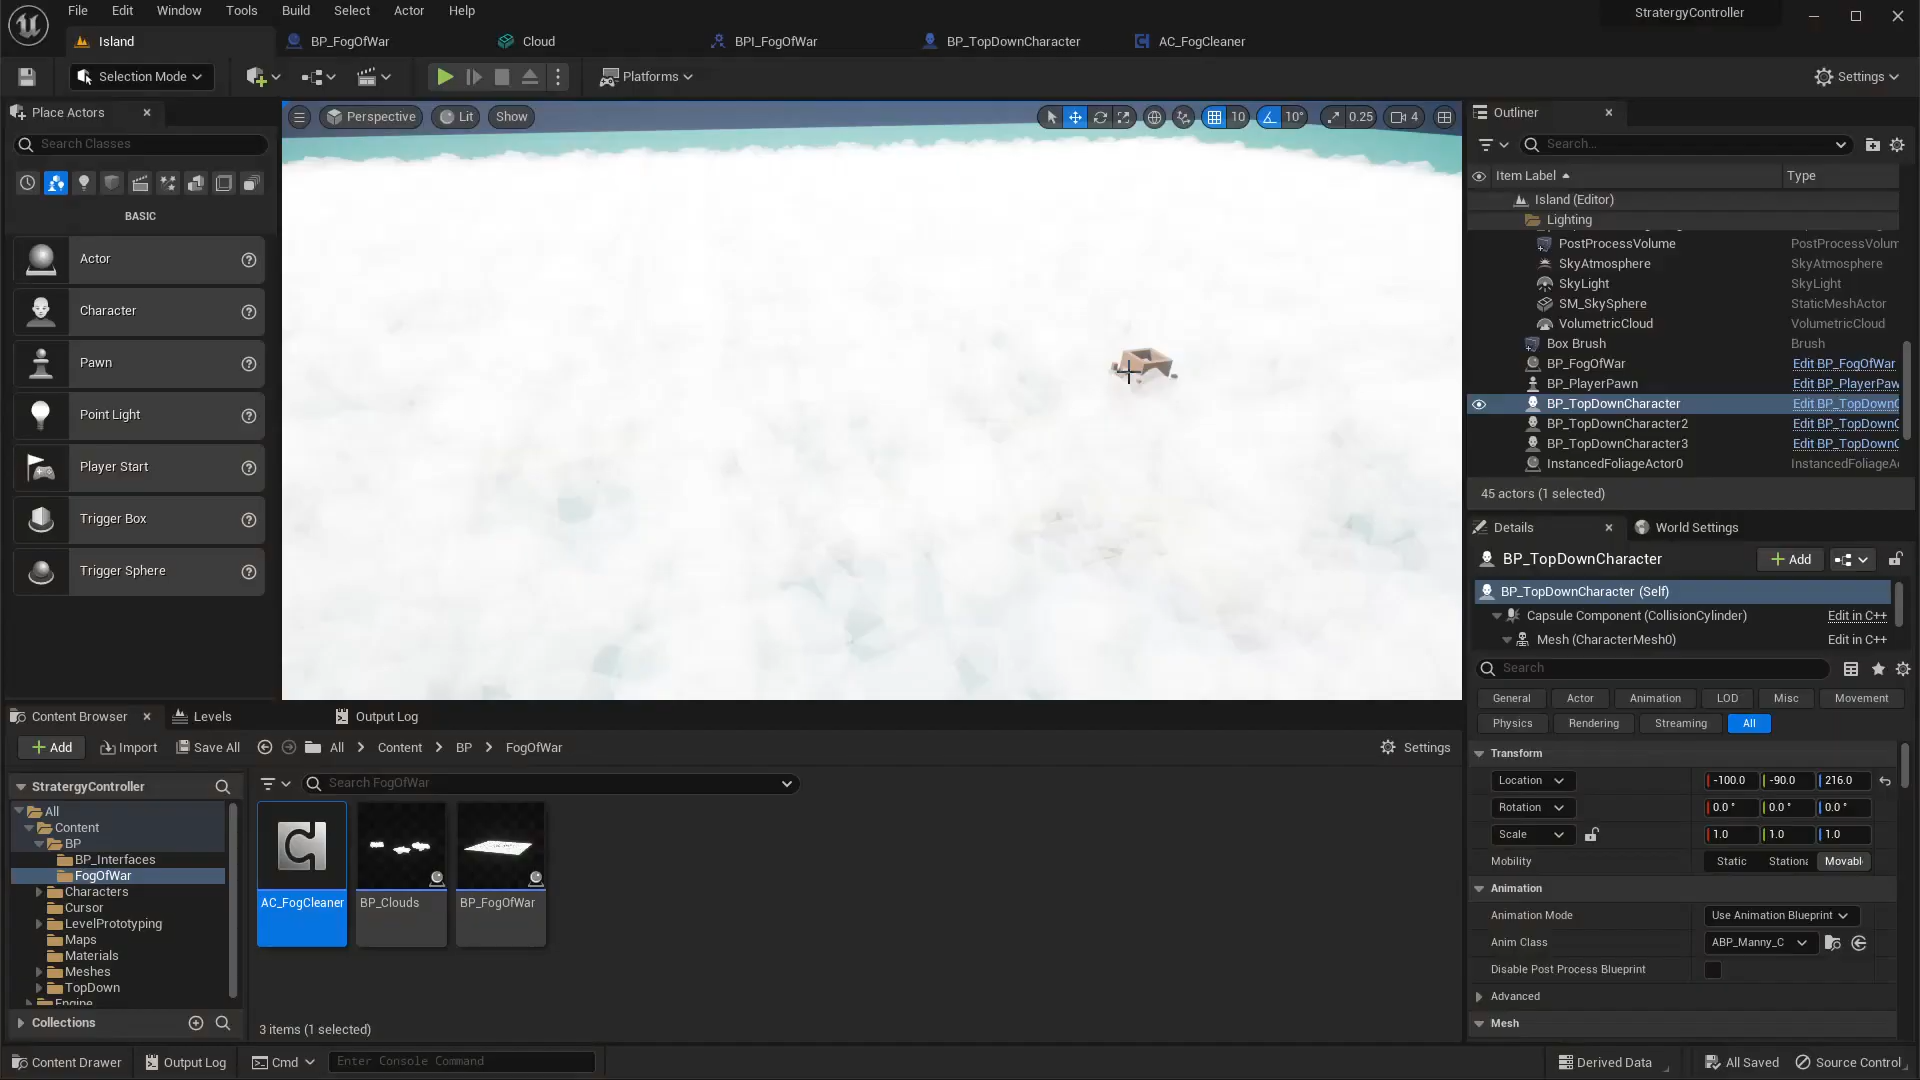 File Edit Window Tools Build Select Actor Help
StratergyController
Island BP_FogOfWar Cloud BPI_FogOfWar BP_TopDownCharacter AC_FogCleaner
Selection Mode Platforms Settings
Place Actors
Search Classes
BASIC
Actor
Character
Pawn
Point Light
Player Start
Trigger Box
Trigger Sphere
Perspective Lit Show 10 10° 0.25 4
Outliner
Search...
Item Label Type
Island (Editor)
Lighting
PostProcessVolume PostProcessVolum
SkyAtmosphere SkyAtmosphere
SkyLight SkyLight
SM_SkySphere StaticMeshActor
VolumetricCloud VolumetricCloud
Box Brush Brush
BP_FogOfWar Edit BP_FogOfWar
BP_PlayerPawn Edit BP_PlayerPaw
BP_TopDownCharacter Edit BP_TopDownC
BP_TopDownCharacter2 Edit BP_TopDownC
BP_TopDownCharacter3 Edit BP_TopDownC
InstancedFoliageActor0 InstancedFoliageAc
45 actors (1 selected)
Details World Settings
BP_TopDownCharacter Add
BP_TopDownCharacter (Self)
Capsule Component (CollisionCylinder) Edit in C++
Mesh (CharacterMesh0) Edit in C++
Search
General Actor Animation LOD Misc Movement
Physics Rendering Streaming All
Transform
Location -100.0 -90.0 216.0
Rotation 0.0 ° 0.0 ° 0.0 °
Scale 1.0 1.0 1.0
Mobility Static Stationa Movabl
Animation
Animation Mode Use Animation Blueprint
Anim Class ABP_Manny_C
Disable Post Process Blueprint
Advanced
Mesh
Content Browser Levels Output Log
Add Import Save All All Content BP FogOfWar Settings
StratergyController
All
Content
BP
BP_Interfaces
FogOfWar
Characters
Cursor
LevelPrototyping
Maps
Materials
Meshes
TopDown
Engine
Collections
Search FogOfWar
AC_FogCleaner BP_Clouds BP_FogOfWar
3 items (1 selected)
Content Drawer Output Log Cmd Enter Console Command Derived Data All Saved Source Control